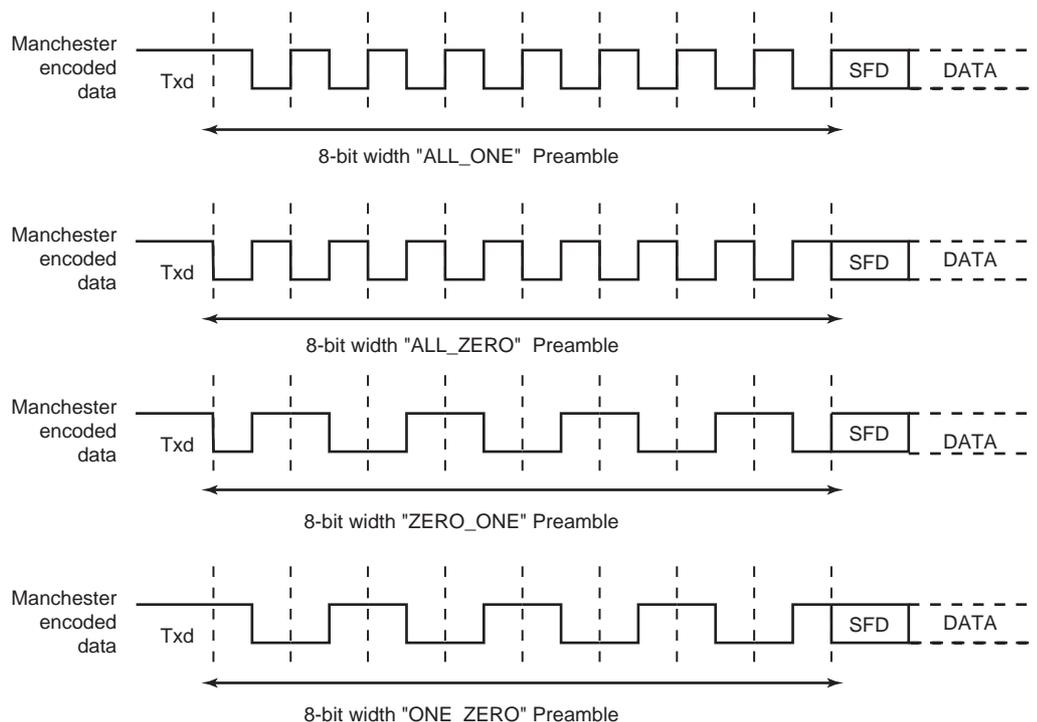 Manchester
encoded
data
Txd
SFD
DATA
8-bit width "ALL_ONE" Preamble
Manchester
encoded
data
Txd
SFD
DATA
8-bit width "ALL_ZERO" Preamble
Manchester
encoded
data
Txd
SFD
DATA
8-bit width "ZERO_ONE" Preamble
Manchester
encoded
data
Txd
SFD
DATA
8-bit width "ONE_ZERO" Preamble